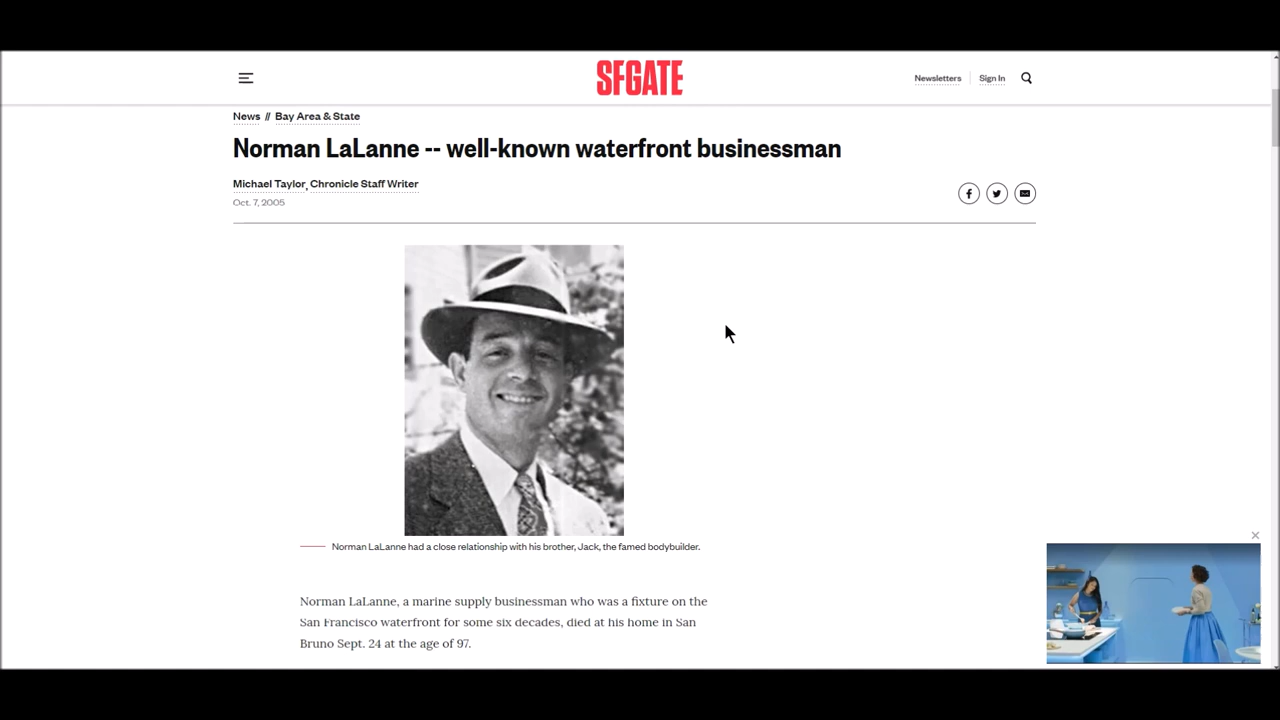 SFGATE
Newsletters
Sign In
News // Bay Area & State
Norman LaLanne -- well-known waterfront businessman
Michael Taylor, Chronicle Staff Writer
Oct. 7, 2005
Norman LaLanne had a close relationship with his brother, Jack, the famed bodybuilder.
Norman LaLanne, a marine supply businessman who was a fixture on the
San Francisco waterfront for some six decades, died at his home in San
Bruno Sept. 24 at the age of 97.